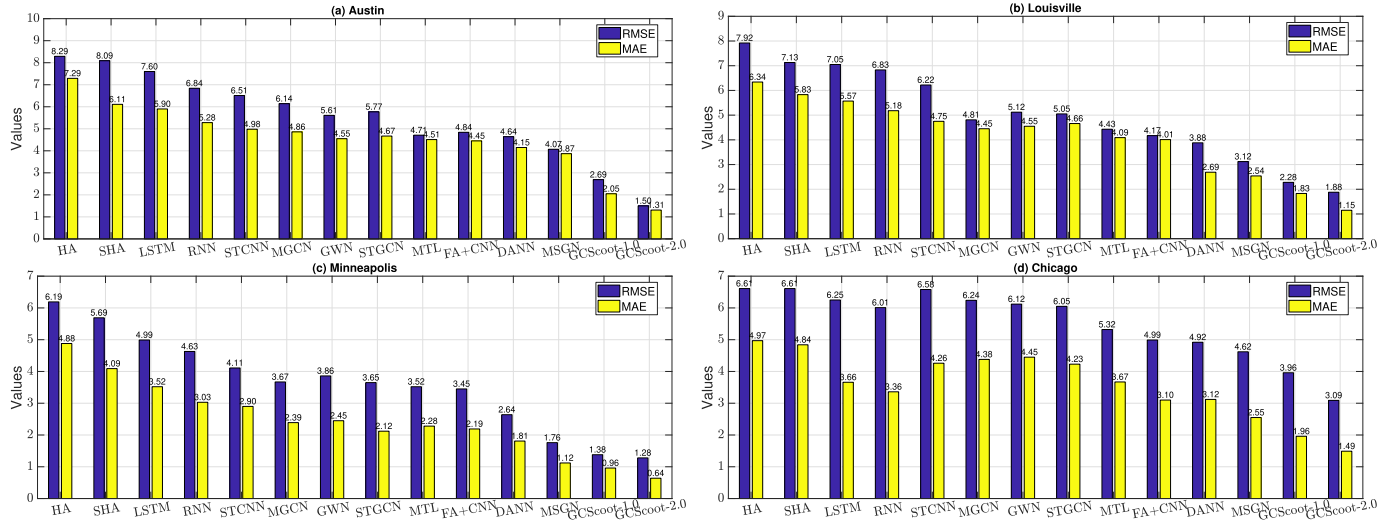 (a) Austin
Values
10
9
8
7
6
5
4
3
2
1
0
RMSE
MAE
8.29 8.09 7.60 6.84 6.51 6.14 5.61 5.77 4.71 4.84 4.64 4.07 2.69 1.50
7.29 6.11 5.90 5.28 4.98 4.86 4.55 4.67 4.51 4.45 4.15 3.87 2.05 1.31
HA SHA LSTM RNN STCNN MGCN GWN STGCN MTL FA+CNN DANN MSGN GCScoot-1.0 GCScoot-2.0
(b) Louisville
Values
9
8
7
6
5
4
3
2
1
0
RMSE
MAE
7.92 7.13 7.05 6.83 6.22 4.81 5.12 5.05 4.43 4.17 3.88 3.12 2.28 1.88
6.34 5.83 5.57 5.18 4.75 4.45 4.55 4.66 4.09 4.01 2.69 2.54 1.83 1.15
HA SHA LSTM RNN STCNN MGCN GWN STGCN MTL FA+CNN DANN MSGN GCScoot-1.0 GCScoot-2.0
(c) Minneapolis
Values
7
6
5
4
3
2
1
0
RMSE
MAE
6.19 5.69 4.99 4.63 4.11 3.67 3.86 3.65 3.52 3.45 2.64 1.76 1.38 1.28
4.88 4.09 3.52 3.03 2.90 2.39 2.45 2.12 2.28 2.19 1.81 1.12 0.96 0.64
HA SHA LSTM RNN STCNN MGCN GWN STGCN MTL FA+CNN DANN MSGN GCScoot-1.0 GCScoot-2.0
(d) Chicago
Values
7
6
5
4
3
2
1
0
RMSE
MAE
6.61 6.61 6.25 6.01 6.58 6.24 6.12 6.05 5.32 4.99 4.92 4.62 3.96 3.09
4.97 4.84 3.66 3.36 4.26 4.38 4.45 4.23 3.67 3.10 3.12 2.55 1.96 1.49
HA SHA LSTM RNN STCNN MGCN GWN STGCN MTL FA+CNN DANN MSGN GCScoot-1.0 GCScoot-2.0